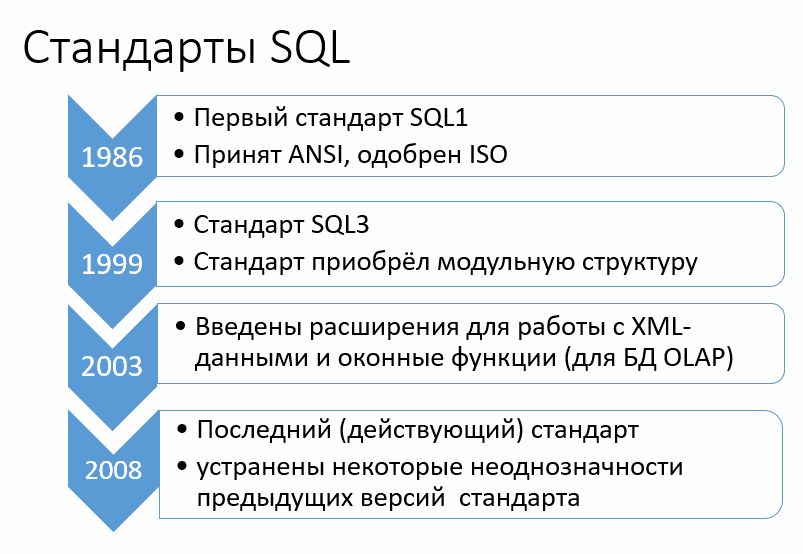 Стандарты SQL
1986
• Первый стандарт SQL1
• Принят ANSI, одобрен ISO
1999
• Стандарт SQL3
• Стандарт приобрёл модульную структуру
2003
• Введены расширения для работы с XML-
данными и оконные функции (для БД OLAP)
2008
• Последний (действующий) стандарт
• устранены некоторые неоднозначности
предыдущих версий  стандарта